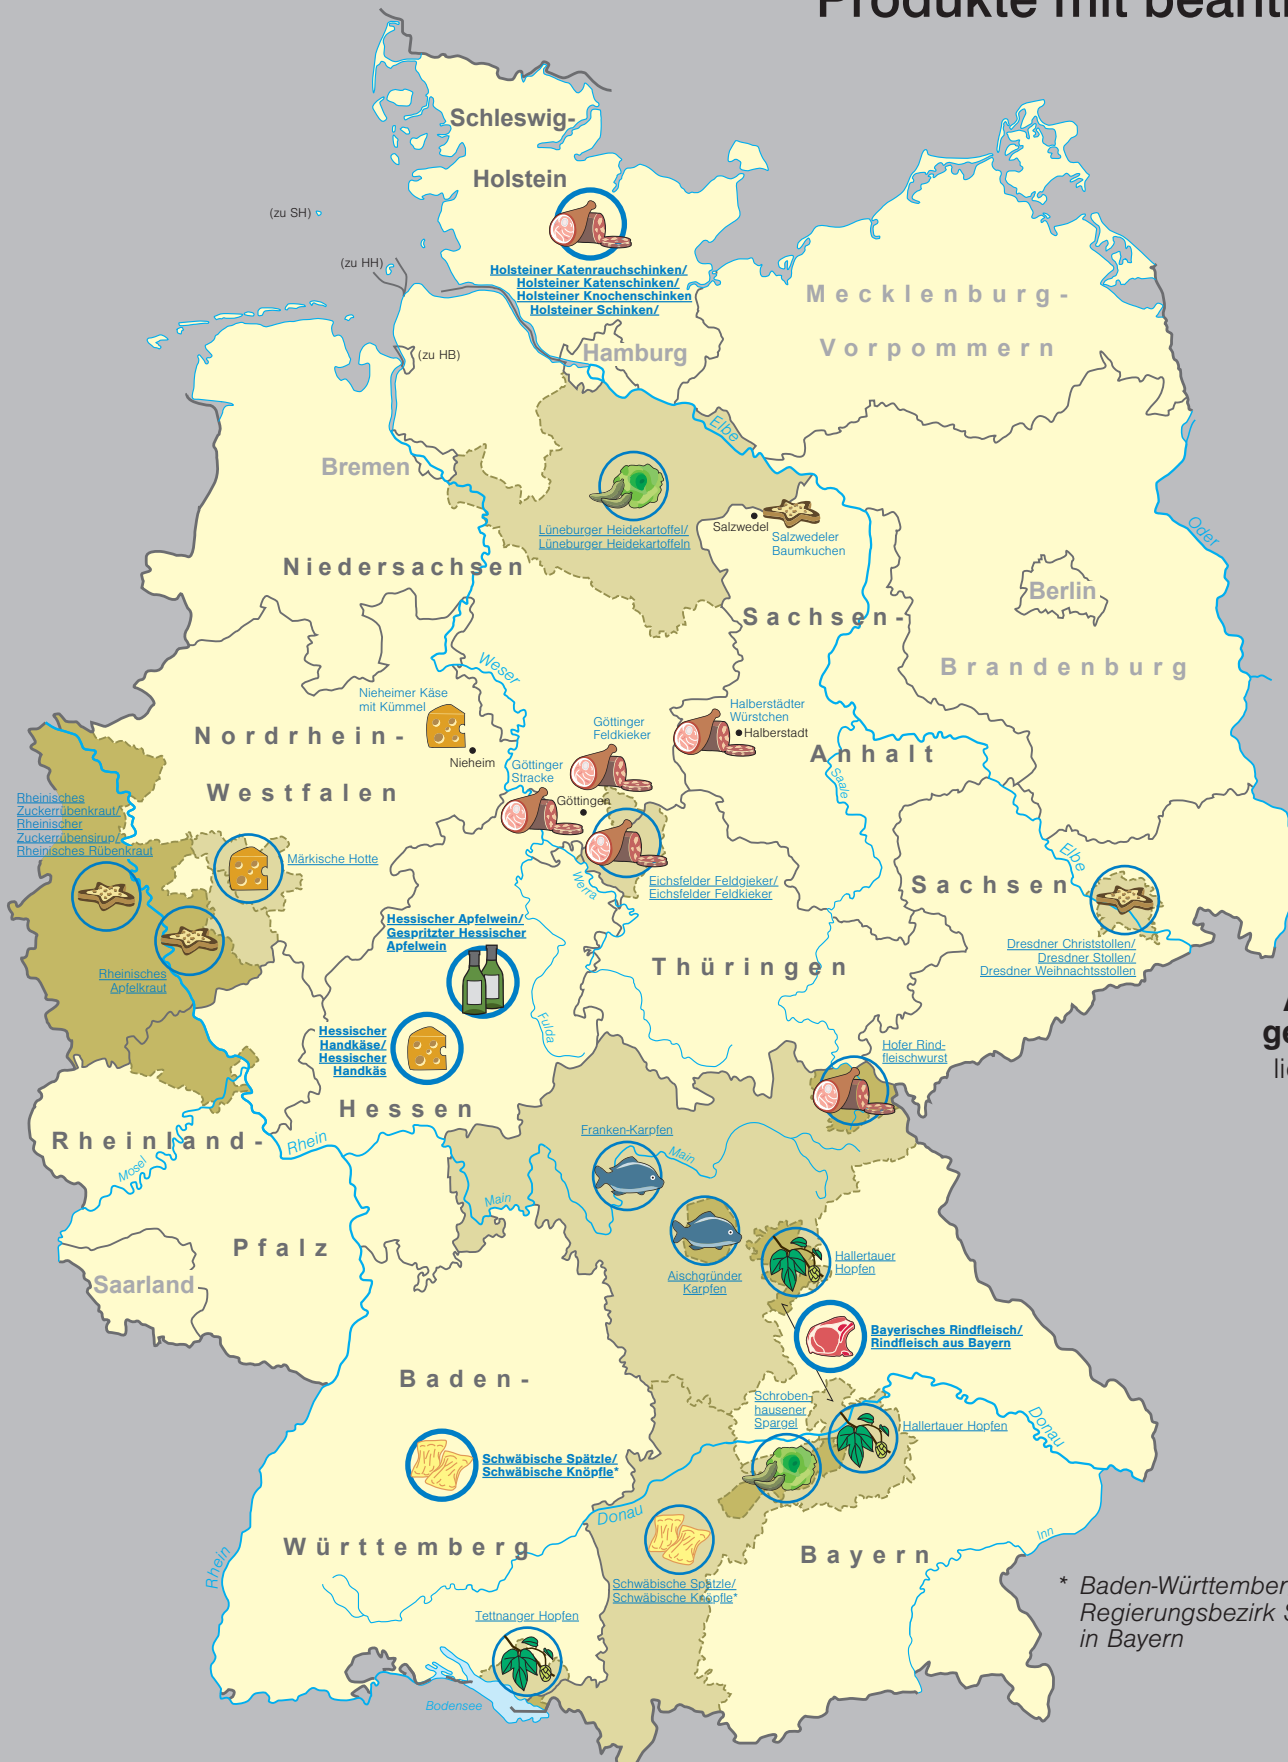 Schleswig-
Holstein
(zu SH)
(zu HH)
Holsteiner Katenrauchschinken/
Holsteiner Katenschinken/
Holsteiner Knochenschinken
Holsteiner Schinken/
Mecklenburg-
Vorpommern
Hamburg
(zu HB)
Elbe
Bremen
Lüneburger Heidekartoffel/
Lüneburger Heidekartoffeln
Salzwedel
Salzwedeler
Baumkuchen
Oder
Niedersachsen
Berlin
Sachsen-
Brandenburg
Weser
Nieheimer Käse
mit Kümmel
Nieheim
Nordrhein-
Westfalen
Göttinger
Feldkieker
Halberstädter
Würstchen
Halberstadt
Anhalt
Saale
Göttinger
Stracke
Göttingen
Rheinisches
Zuckerrübenkraut/
Rheinischer
Zuckerrübensirup/
Rheinisches Rübenkraut
Märkische Hotte
Werra
Eichsfelder Feldgieker/
Eichsfelder Feldkieker
Elbe
Sachsen
Hessischer Apfelwein/
Gespritzter Hessischer
Apfelwein
Rheinisches
Apfelkraut
Thüringen
Dresdner Christstollen/
Dresdner Stollen/
Dresdner Weihnachtsstollen
Fulda
Hessischer
Handkäse/
Hessischer
Handkäs
Hofer Rind-
fleischwurst
Hessen
Rheinland-
Rhein
Mosel
Franken-Karpfen
Main
Main
Pfalz
Saarland
Aischgründer
Karpfen
Hallertauer
Hopfen
Bayerisches Rindfleisch/
Rindfleisch aus Bayern
Baden-
Schroben-
hausener
Spargel
Hallertauer Hopfen
Donau
Schwäbische Spätzle/
Schwäbische Knöpfle*
Donau
Württemberg
Rhein
Inn
Bayern
Schwäbische Spätzle/
Schwäbische Knöpfle*
Tettnanger Hopfen
Bodensee
* Baden-Württember
Regierungsbezirk S
in Bayern